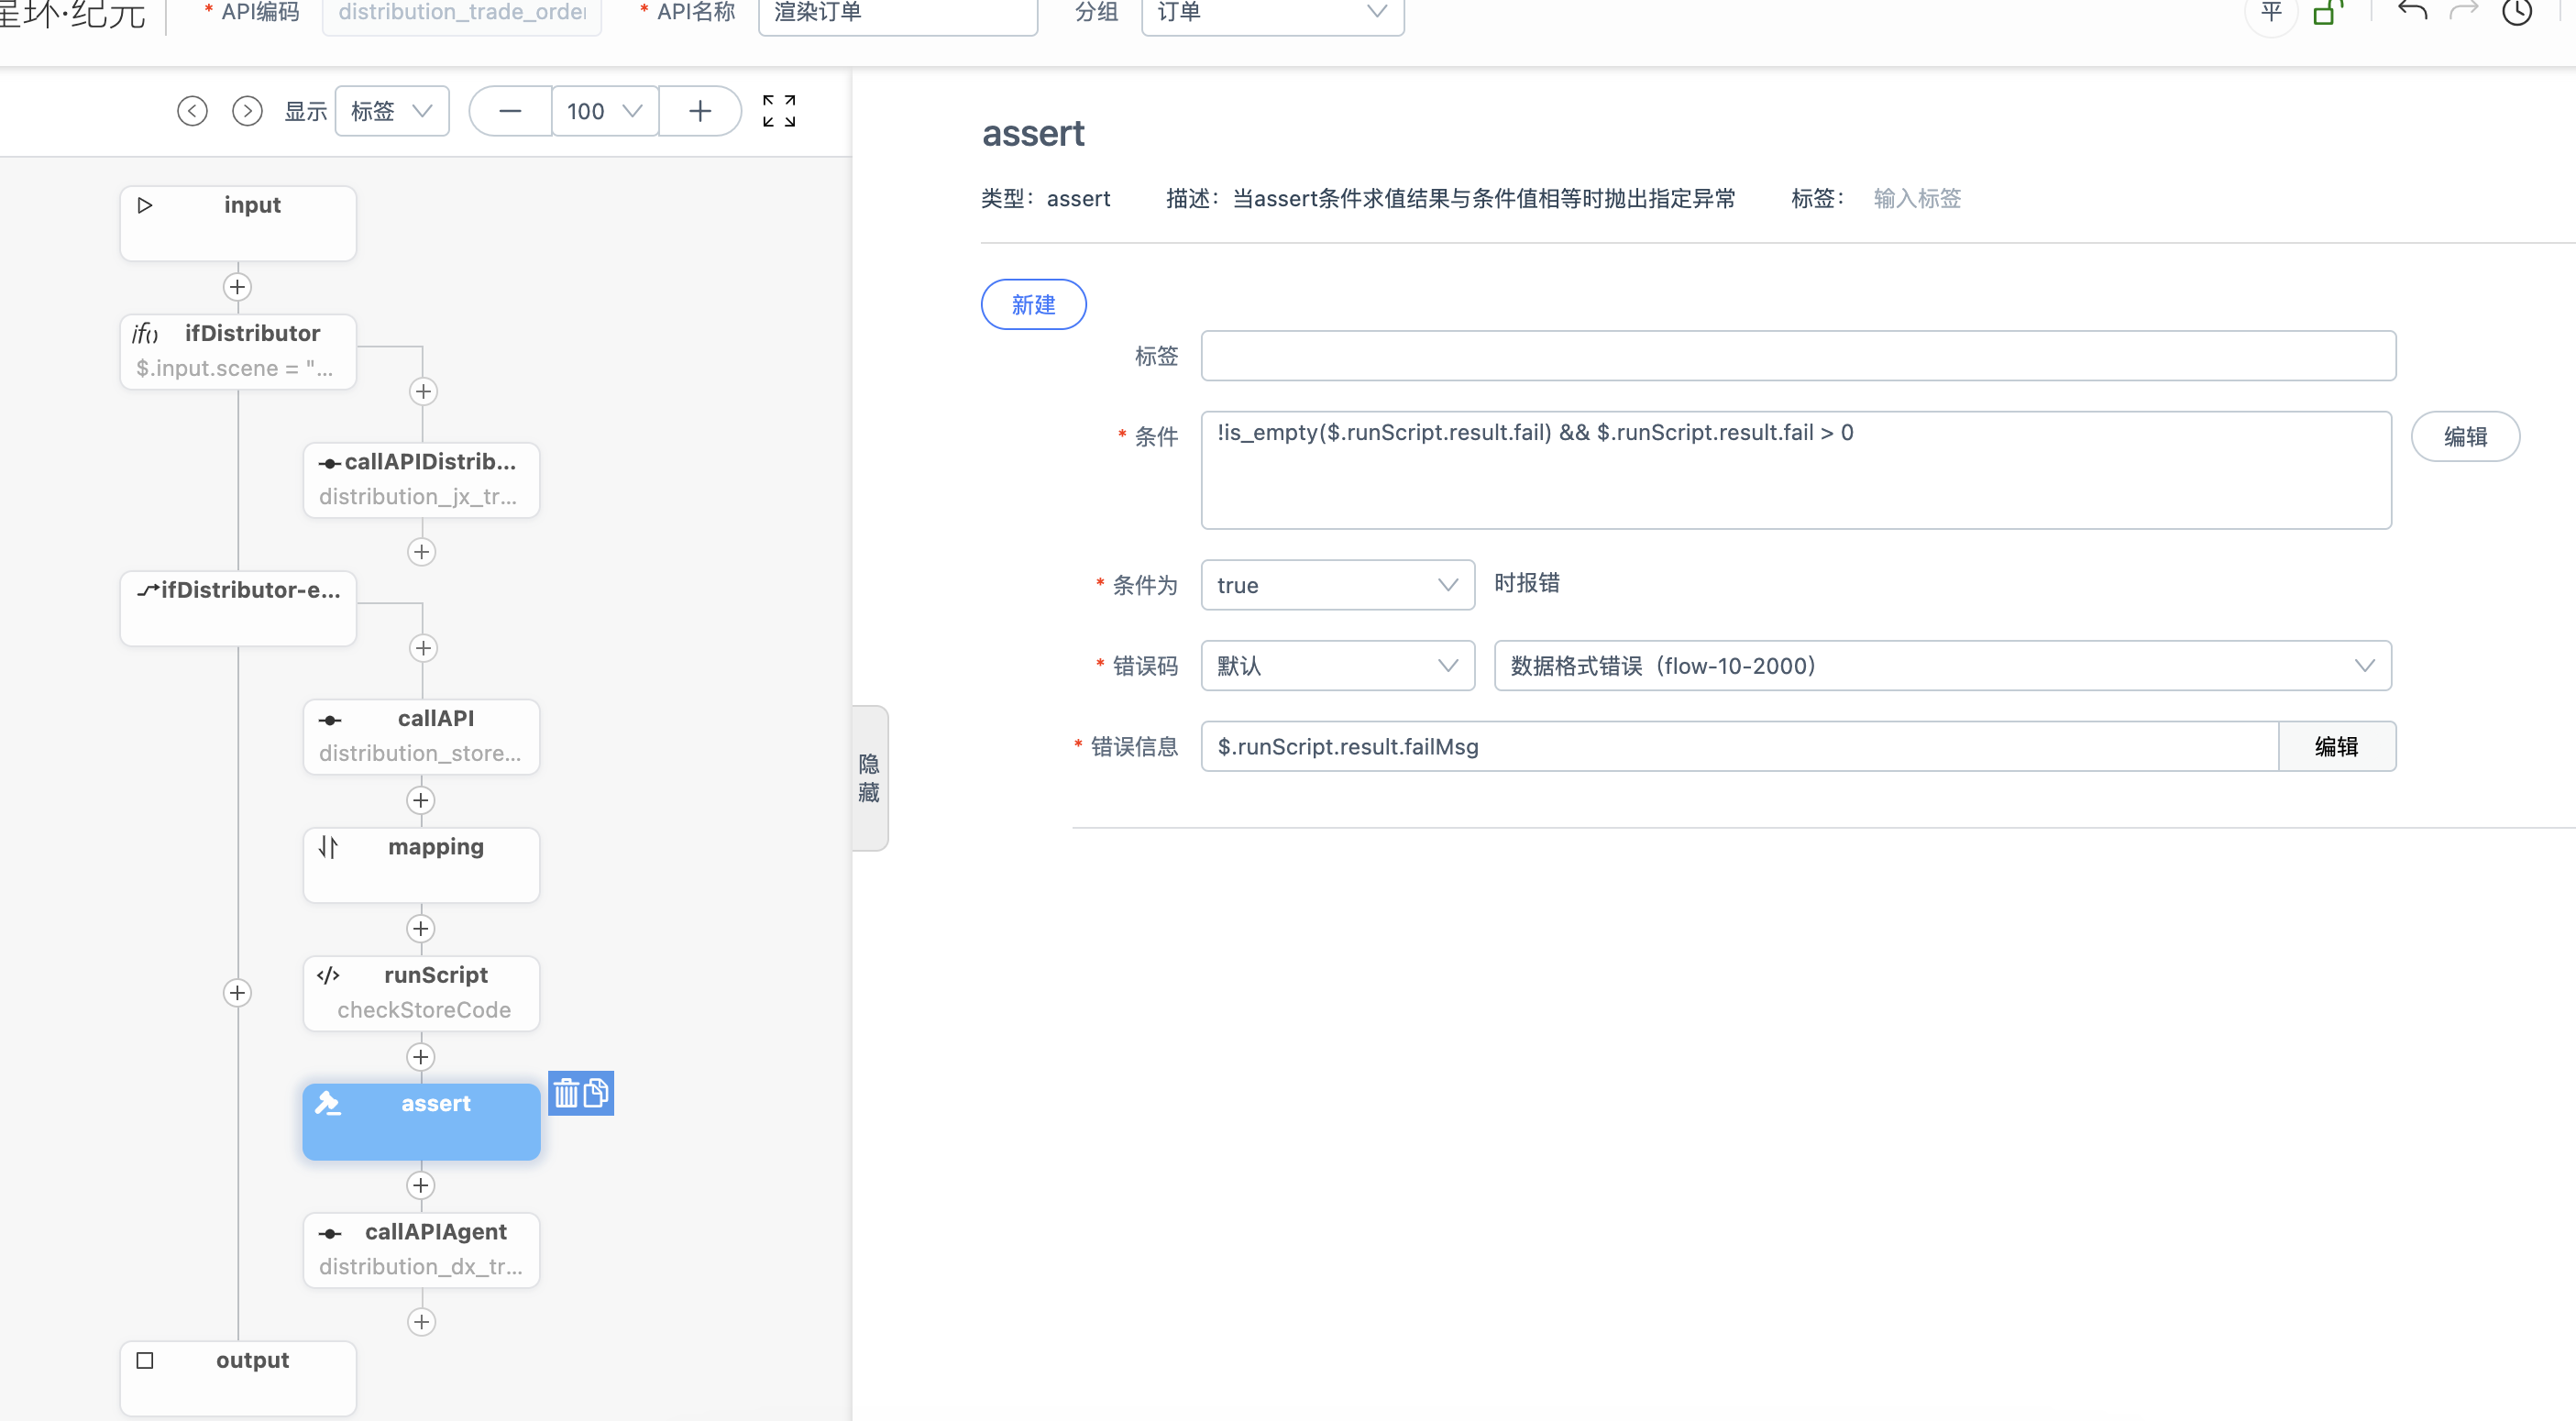 星环·纪元
* API编码
distribution_trade_order
* API名称
渲染订单
分组
订单
平
显示
标签
100
input
ifDistributor
$.input.scene = "...
callAPIDistrib...
distribution_jx_tr...
ifDistributor-e...
callAPI
distribution_store...
mapping
runScript
checkStoreCode
assert
callAPIAgent
distribution_dx_tr...
output
隐藏
assert
类型：assert
描述：当assert条件求值结果与条件值相等时抛出指定异常
标签：
输入标签
新建
标签
* 条件
!is_empty($.runScript.result.fail) && $.runScript.result.fail > 0
编辑
* 条件为
true
时报错
* 错误码
默认
数据格式错误（flow-10-2000）
* 错误信息
$.runScript.result.failMsg
编辑